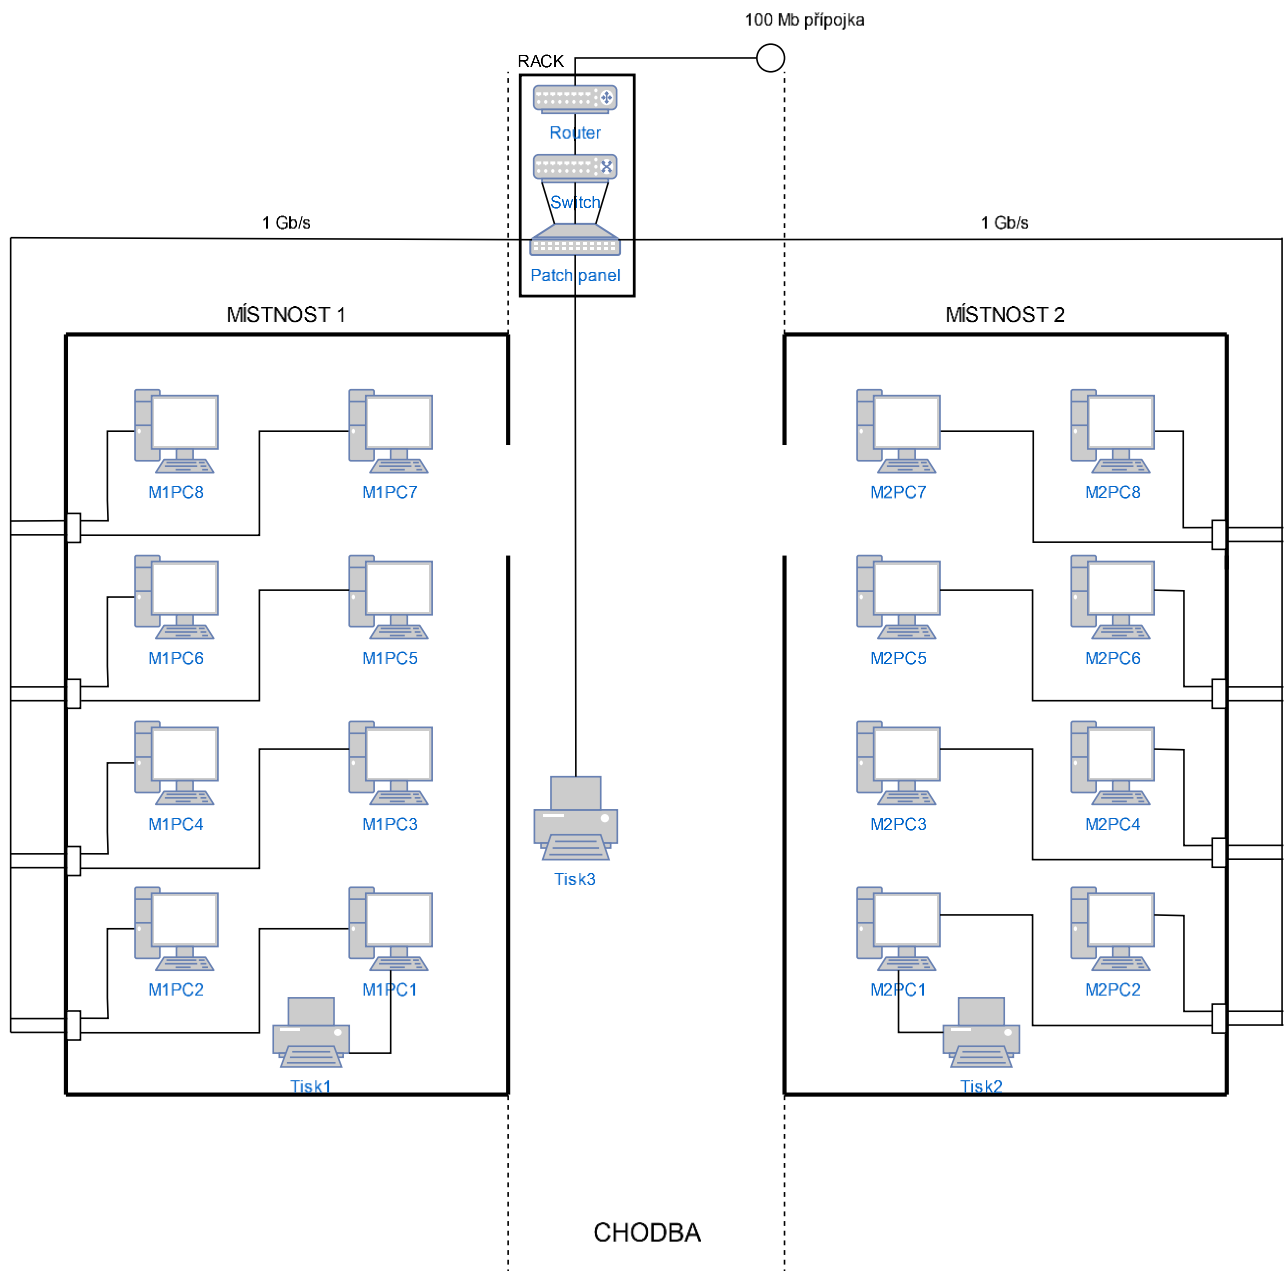 100 Mb přípojka
RACK
Router
Switch
1 Gb/s
1 Gb/s
Patch panel
MÍSTNOST 1
MÍSTNOST 2
M1PC8
M1PC7
M2PC7
M2PC8
M1PC6
M1PC5
M2PC5
M2PC6
M1PC4
M1PC3
M2PC3
M2PC4
Tisk3
M1PC2
M1PC1
M2PC1
M2PC2
Tisk1
Tisk2
CHODBA